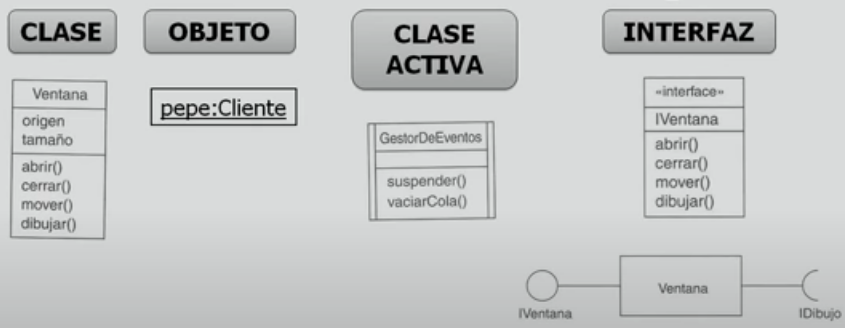 CLASE
OBJETO
CLASE
ACTIVA
INTERFAZ
Ventana
origen
tamaño
abrir()
cerrar()
mover()
dibujar()
pepe:Cliente
GestorDeEventos
suspender()
vaciarCola()
«interface»
IVentana
abrir()
cerrar()
mover()
dibujar()
IVentana
Ventana
IDibujo